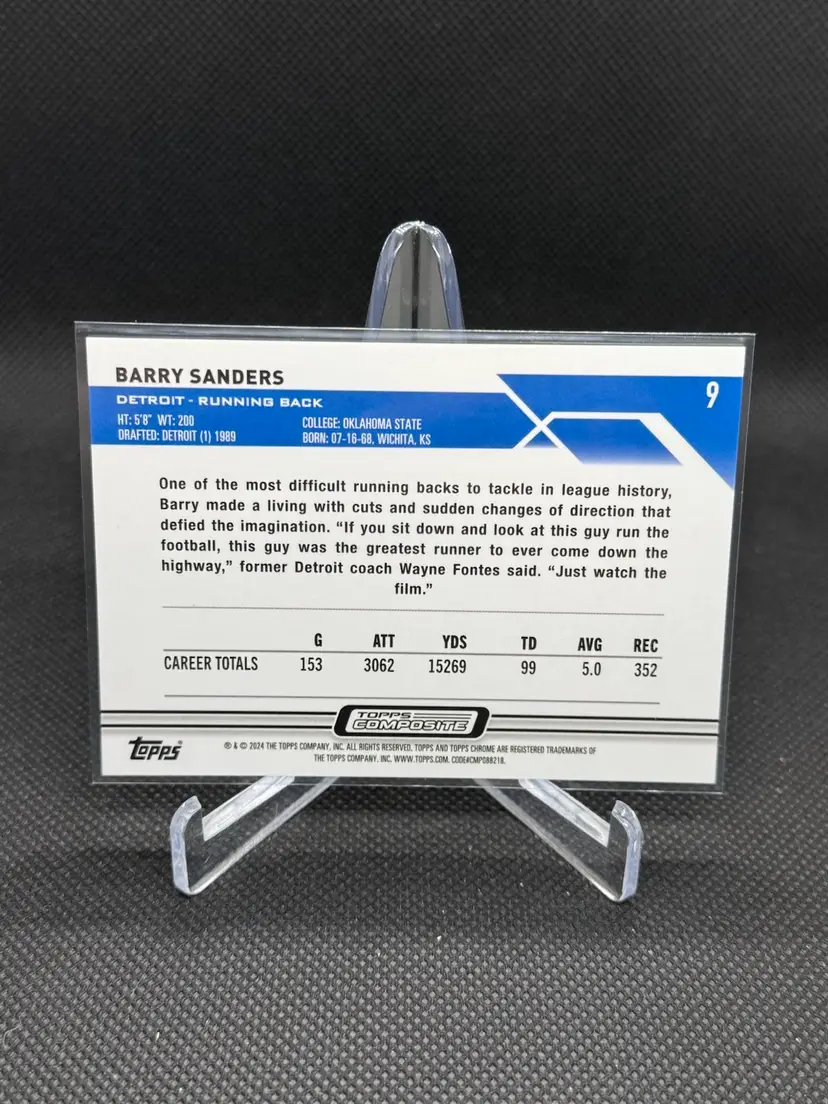 BARRY SANDERS
9
DETROIT - RUNNING BACK
HT: 5'8" WT: 200
COLLEGE: OKLAHOMA STATE
DRAFTED: DETROIT (1) 1989
BORN: 07-16-68, WICHITA, KS
One of the most difficult running backs to tackle in league history,
Barry made a living with cuts and sudden changes of direction that
defied the imagination. “If you sit down and look at this guy run the
football, this guy was the greatest runner to ever come down the
highway,” former Detroit coach Wayne Fontes said. “Just watch the
film.”
G ATT YDS TD AVG REC
CAREER TOTALS 153 3062 15269 99 5.0 352
TOPPS
COMPOSITE
Topps®
® & © 2024 THE TOPPS COMPANY, INC. ALL RIGHTS RESERVED. TOPPS AND TOPPS CHROME ARE REGISTERED TRADEMARKS OF
THE TOPPS COMPANY, INC. WWW.TOPPS.COM. CODE#CMP088218.